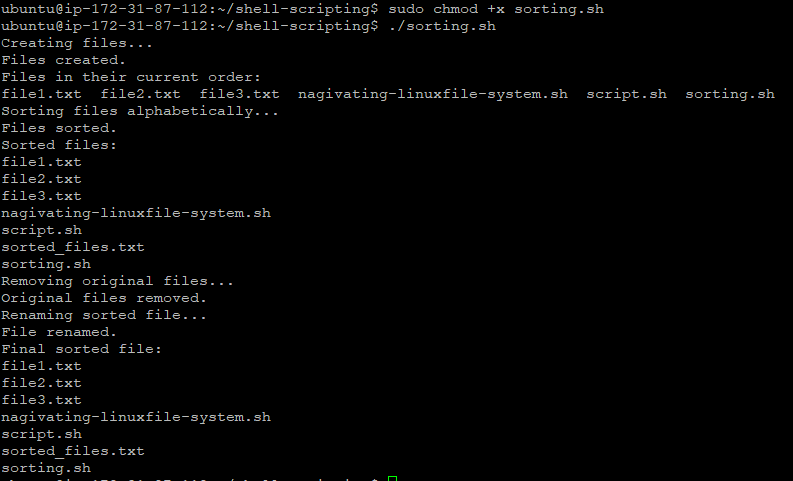 ubuntu@ip-172-31-87-112:~/shell-scripting$ sudo chmod +x sorting.sh
ubuntu@ip-172-31-87-112:~/shell-scripting$ ./sorting.sh
Creating files...
Files created.
Files in their current order:
file1.txt  file2.txt  file3.txt  nagivating-linuxfile-system.sh  script.sh  sorting.sh
Sorting files alphabetically...
Files sorted.
Sorted files:
file1.txt
file2.txt
file3.txt
nagivating-linuxfile-system.sh
script.sh
sorted_files.txt
sorting.sh
Removing original files...
Original files removed.
Renaming sorted file...
File renamed.
Final sorted file:
file1.txt
file2.txt
file3.txt
nagivating-linuxfile-system.sh
script.sh
sorted_files.txt
sorting.sh